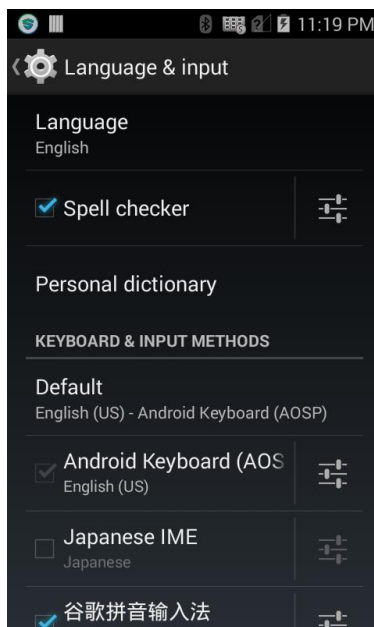 11:19 PM
Language & input
Language
English
Spell checker
Personal dictionary
KEYBOARD & INPUT METHODS
Default
English (US) - Android Keyboard (AOSP)
Android Keyboard (AOS
English (US)
Japanese IME
Japanese
谷歌拼音输入法